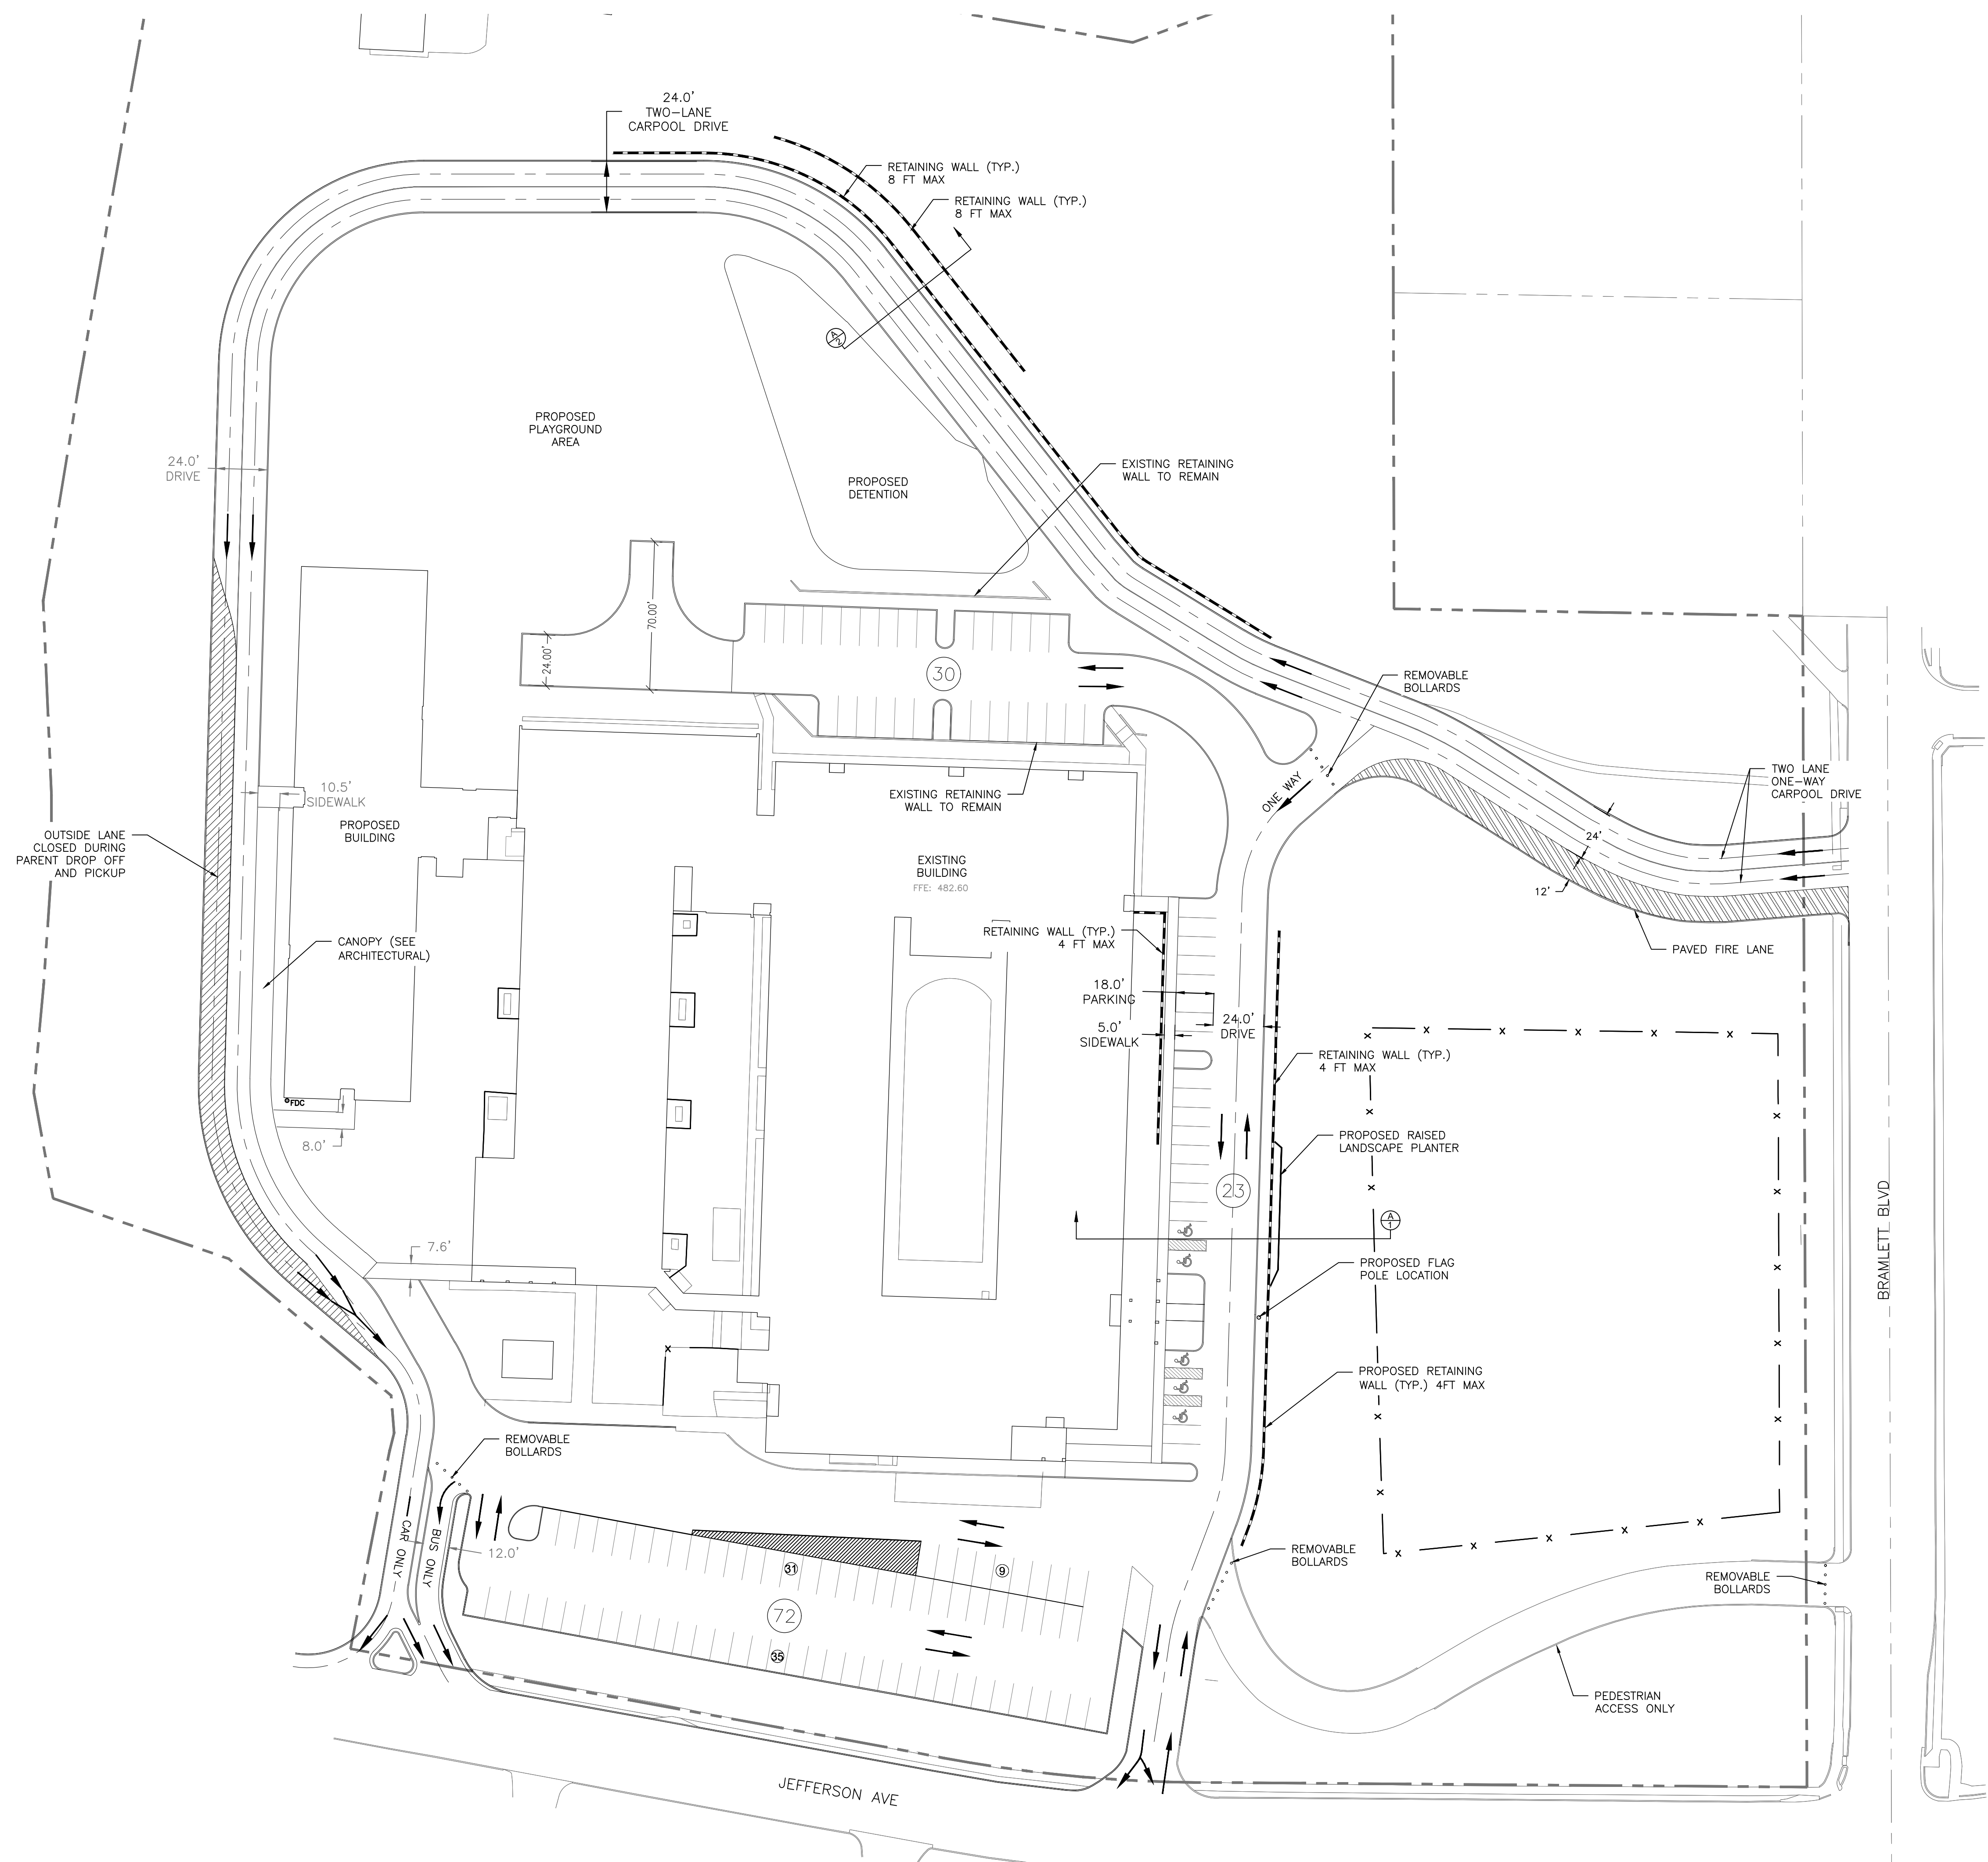 24.0'
TWO-LANE
CARPOOL DRIVE
RETAINING WALL (TYP.)
8 FT MAX
RETAINING WALL (TYP.)
8 FT MAX
A
2
PROPOSED
PLAYGROUND
AREA
24.0'
DRIVE
PROPOSED
DETENTION
EXISTING RETAINING
WALL TO REMAIN
70.00'
24.00'
30
REMOVABLE
BOLLARDS
ONE WAY
TWO LANE
ONE-WAY
CARPOOL DRIVE
10.5'
SIDEWALK
EXISTING RETAINING
WALL TO REMAIN
PROPOSED
BUILDING
OUTSIDE LANE
CLOSED DURING
PARENT DROP OFF
AND PICKUP
24'
12'
EXISTING
BUILDING
FFE: 482.60
RETAINING WALL (TYP.)
4 FT MAX
CANOPY (SEE
ARCHITECTURAL)
PAVED FIRE LANE
18.0'
PARKING
5.0'
SIDEWALK
24.0'
DRIVE
RETAINING WALL (TYP.)
4 FT MAX
FDC
8.0'
PROPOSED RAISED
LANDSCAPE PLANTER
23
A
1
BRAMLETT BLVD
7.6'
PROPOSED FLAG
POLE LOCATION
PROPOSED RETAINING
WALL (TYP.) 4FT MAX
REMOVABLE
BOLLARDS
CAR ONLY
BUS ONLY
12.0'
31
9
72
35
REMOVABLE
BOLLARDS
REMOVABLE
BOLLARDS
PEDESTRIAN
ACCESS ONLY
JEFFERSON AVE